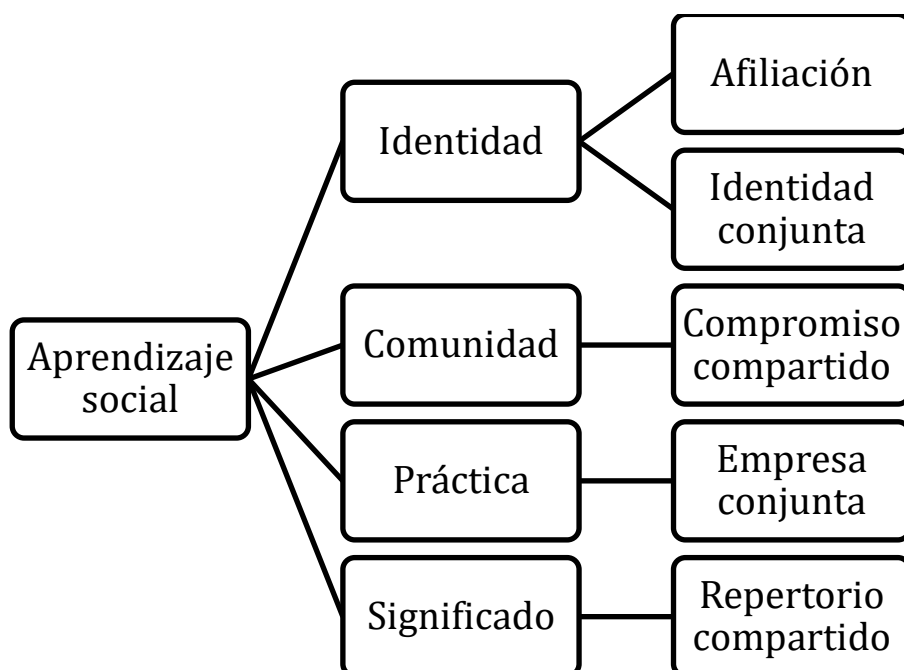 Aprendizaje
social
Identidad
Afiliación
Identidad
conjunta
Comunidad
Compromiso
compartido
Práctica
Empresa
conjunta
Significado
Repertorio
compartido